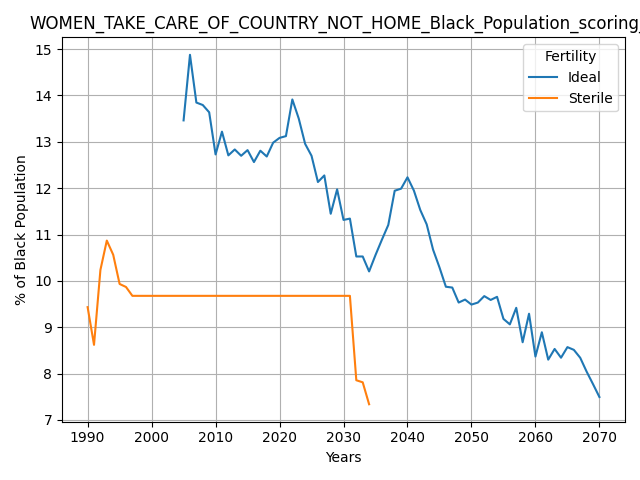 WOMEN_TAKE_CARE_OF_COUNTRY_NOT_HOME_Black_Population_scoring_
Fertility
Ideal
Sterile
15
14
13
12
11
10
9
8
7
% of Black Population
1990 2000 2010 2020 2030 2040 2050 2060 2070
Years